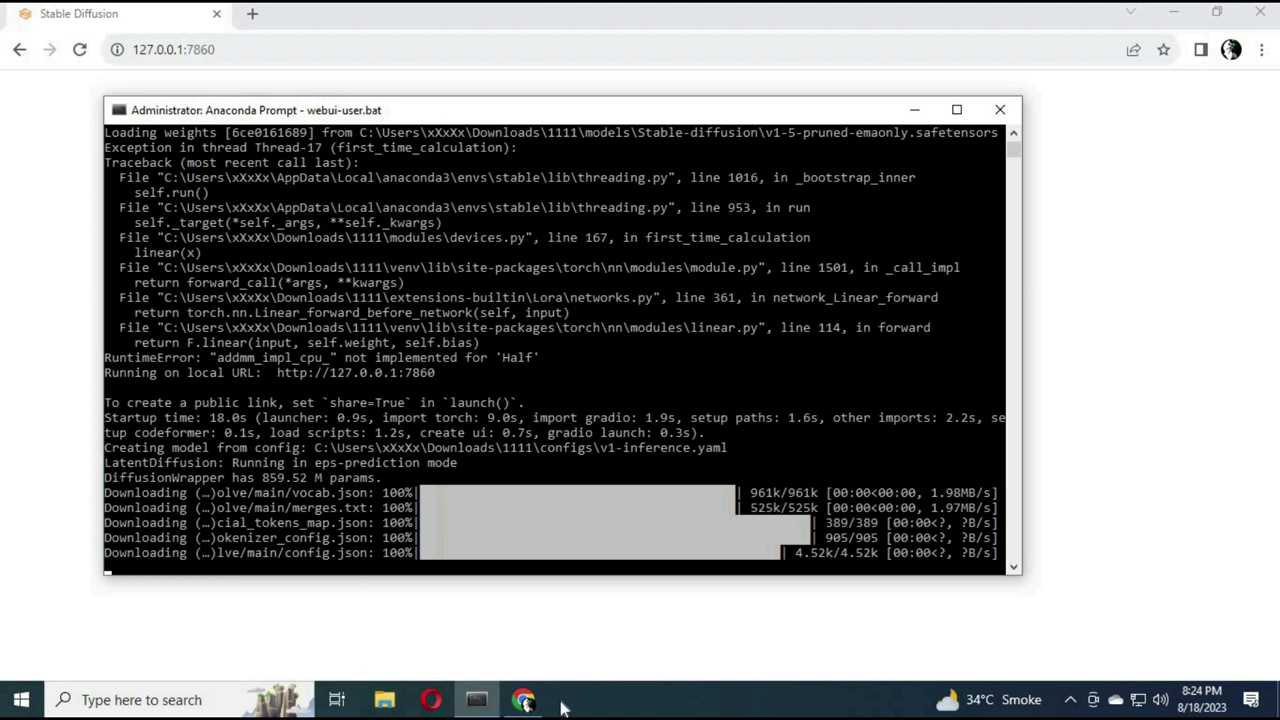 Stable Diffusion
127.0.0.1:7860
Administrator: Anaconda Prompt - webui-user.bat
Loading weights [6ce0161689] from C:\Users\xXxXx\Downloads\1111\models\Stable-diffusion\v1-5-pruned-emaonly.safetensors
Exception in thread Thread-17 (first_time_calculation):
Traceback (most recent call last):
File "C:\Users\xXxXx\AppData\Local\anaconda3\envs\stable\lib\threading.py", line 1016, in _bootstrap_inner
self.run()
File "C:\Users\xXxXx\AppData\Local\anaconda3\envs\stable\lib\threading.py", line 953, in run
self._target(*self._args, **self._kwargs)
File "C:\Users\xXxXx\Downloads\1111\modules\devices.py", line 167, in first_time_calculation
linear(x)
File "C:\Users\xXxXx\Downloads\1111\venv\lib\site-packages\torch\nn\modules\module.py", line 1501, in _call_impl
return forward_call(*args, **kwargs)
File "C:\Users\xXxXx\Downloads\1111\extensions-builtin\Lora\networks.py", line 361, in network_Linear_forward
return torch.nn.Linear_forward_before_network(self, input)
File "C:\Users\xXxXx\Downloads\1111\venv\lib\site-packages\torch\nn\modules\linear.py", line 114, in forward
return F.linear(input, self.weight, self.bias)
RuntimeError: "addmm_impl_cpu_" not implemented for 'Half'
Running on local URL:  http://127.0.0.1:7860
To create a public link, set `share=True` in `launch()`.
Startup time: 18.0s (launcher: 0.9s, import torch: 9.0s, import gradio: 1.9s, setup paths: 1.6s, other imports: 2.2s, se
tup codeformer: 0.1s, load scripts: 1.2s, create ui: 0.7s, gradio launch: 0.3s).
Creating model from config: C:\Users\xXxXx\Downloads\1111\configs\v1-inference.yaml
LatentDiffusion: Running in eps-prediction mode
DiffusionWrapper has 859.52 M params.
Downloading (…)olve/main/vocab.json: 100%| | 961k/961k [00:00<00:00, 1.98MB/s]
Downloading (…)olve/main/merges.txt: 100%| | 525k/525k [00:00<00:00, 1.97MB/s]
Downloading (…)cial_tokens_map.json: 100%| | 389/389 [00:00<?, ?B/s]
Downloading (…)okenizer_config.json: 100%| | 905/905 [00:00<?, ?B/s]
Downloading (…)lve/main/config.json: 100%| | 4.52k/4.52k [00:00<?, ?B/s]
Type here to search
34°C Smoke
8:24 PM
8/18/2023